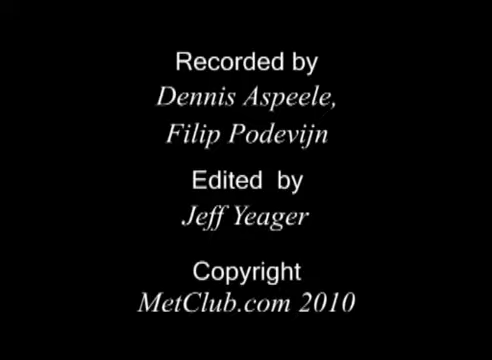 Recorded by
Dennis Aspeele,
Filip Podevijn
Edited by
Jeff Yeager
Copyright
MetClub.com 2010